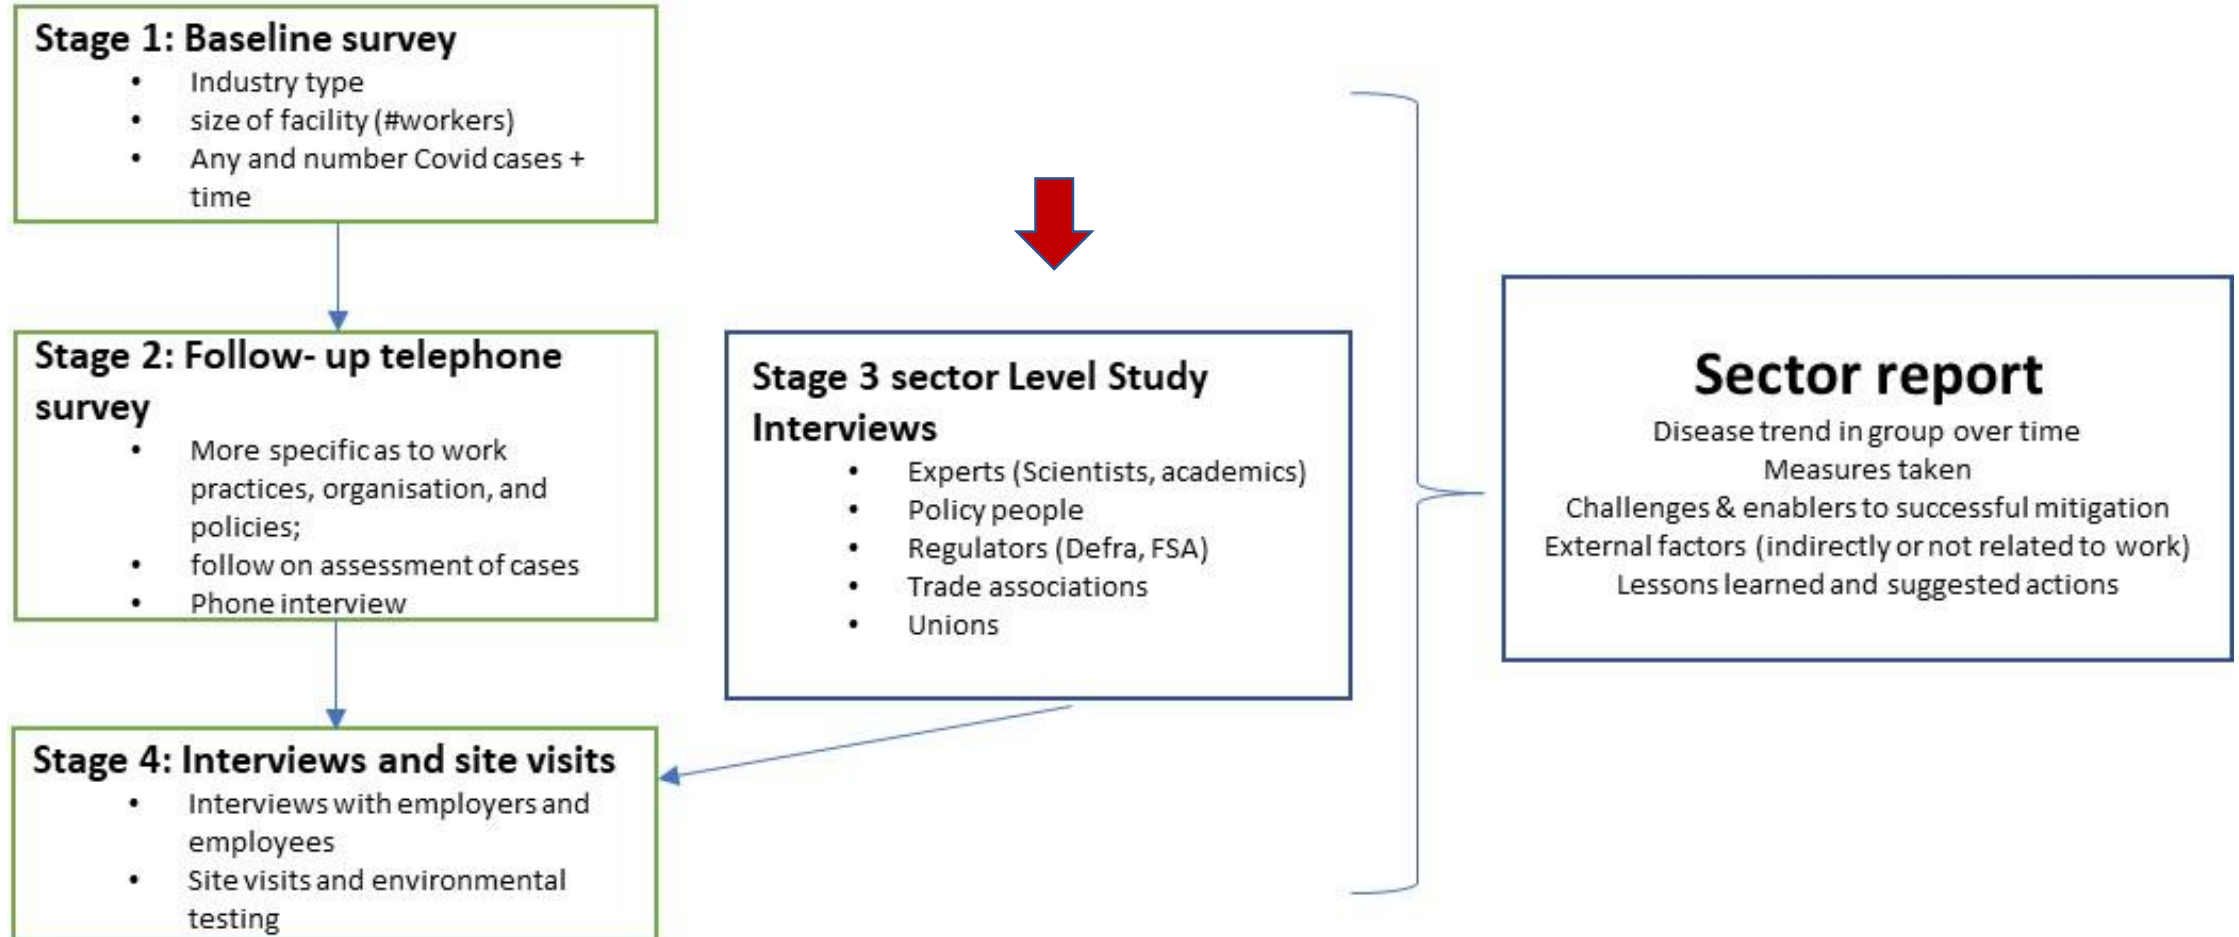 Stage 1: Baseline survey
• Industry type
• size of facility (#workers)
• Any and number Covid cases +
time
Stage 2: Follow- up telephone
survey
• More specific as to work
practices, organisation, and
policies;
• follow on assessment of cases
• Phone interview
Stage 3 sector Level Study
Interviews
• Experts (Scientists, academics)
• Policy people
• Regulators (Defra, FSA)
• Trade associations
• Unions
Stage 4: Interviews and site visits
• Interviews with employers and
employees
• Site visits and environmental
testing
Sector report
Disease trend in group over time
Measures taken
Challenges & enablers to successful mitigation
External factors (indirectly or not related to work)
Lessons learned and suggested actions